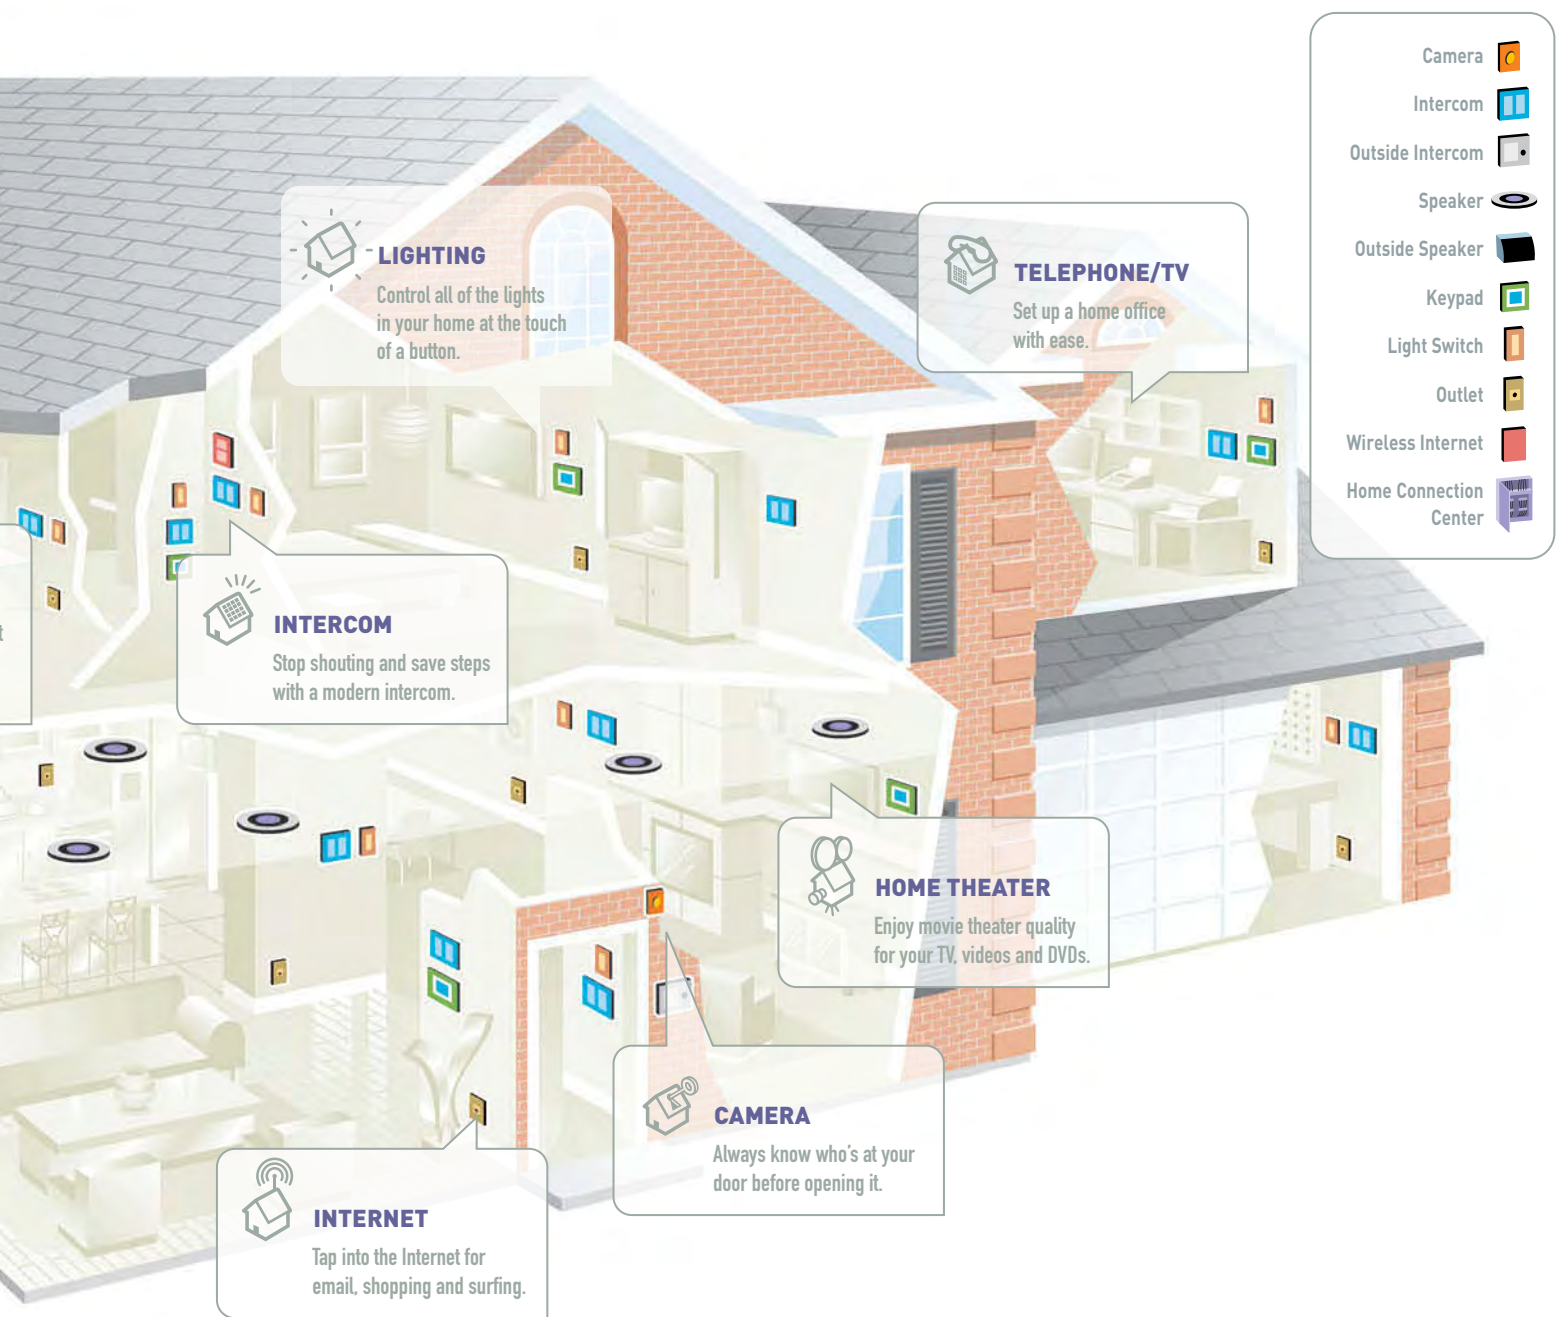 Camera
Intercom
Outside Intercom
Speaker
Outside Speaker
Keypad
Light Switch
Outlet
Wireless Internet
Home Connection
Center
LIGHTING
Control all of the lights
in your home at the touch
of a button.
TELEPHONE/TV
Set up a home office
with ease.
INTERCOM
Stop shouting and save steps
with a modern intercom.
t
HOME THEATER
Enjoy movie theater quality
for your TV, videos and DVDs.
CAMERA
Always know who's at your
door before opening it.
INTERNET
Tap into the Internet for
email, shopping and surfing.